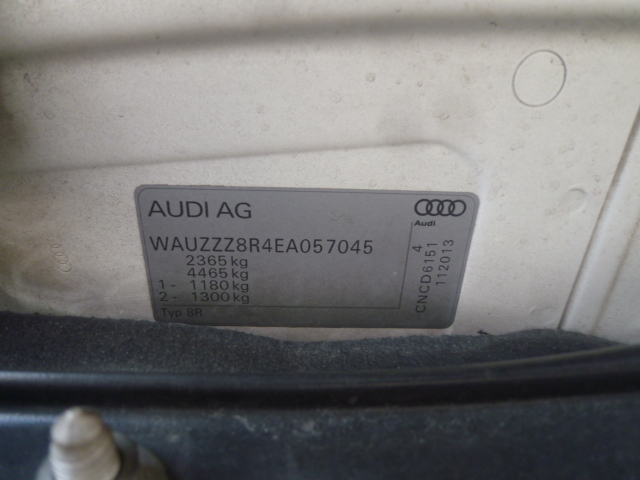 AUDI AG
Audi
WAUZZZ8R4EA057045
2365 kg
4465 kg
1 - 1180 kg
2 - 1300 kg
Typ 8R
CNCD6151 4
112013